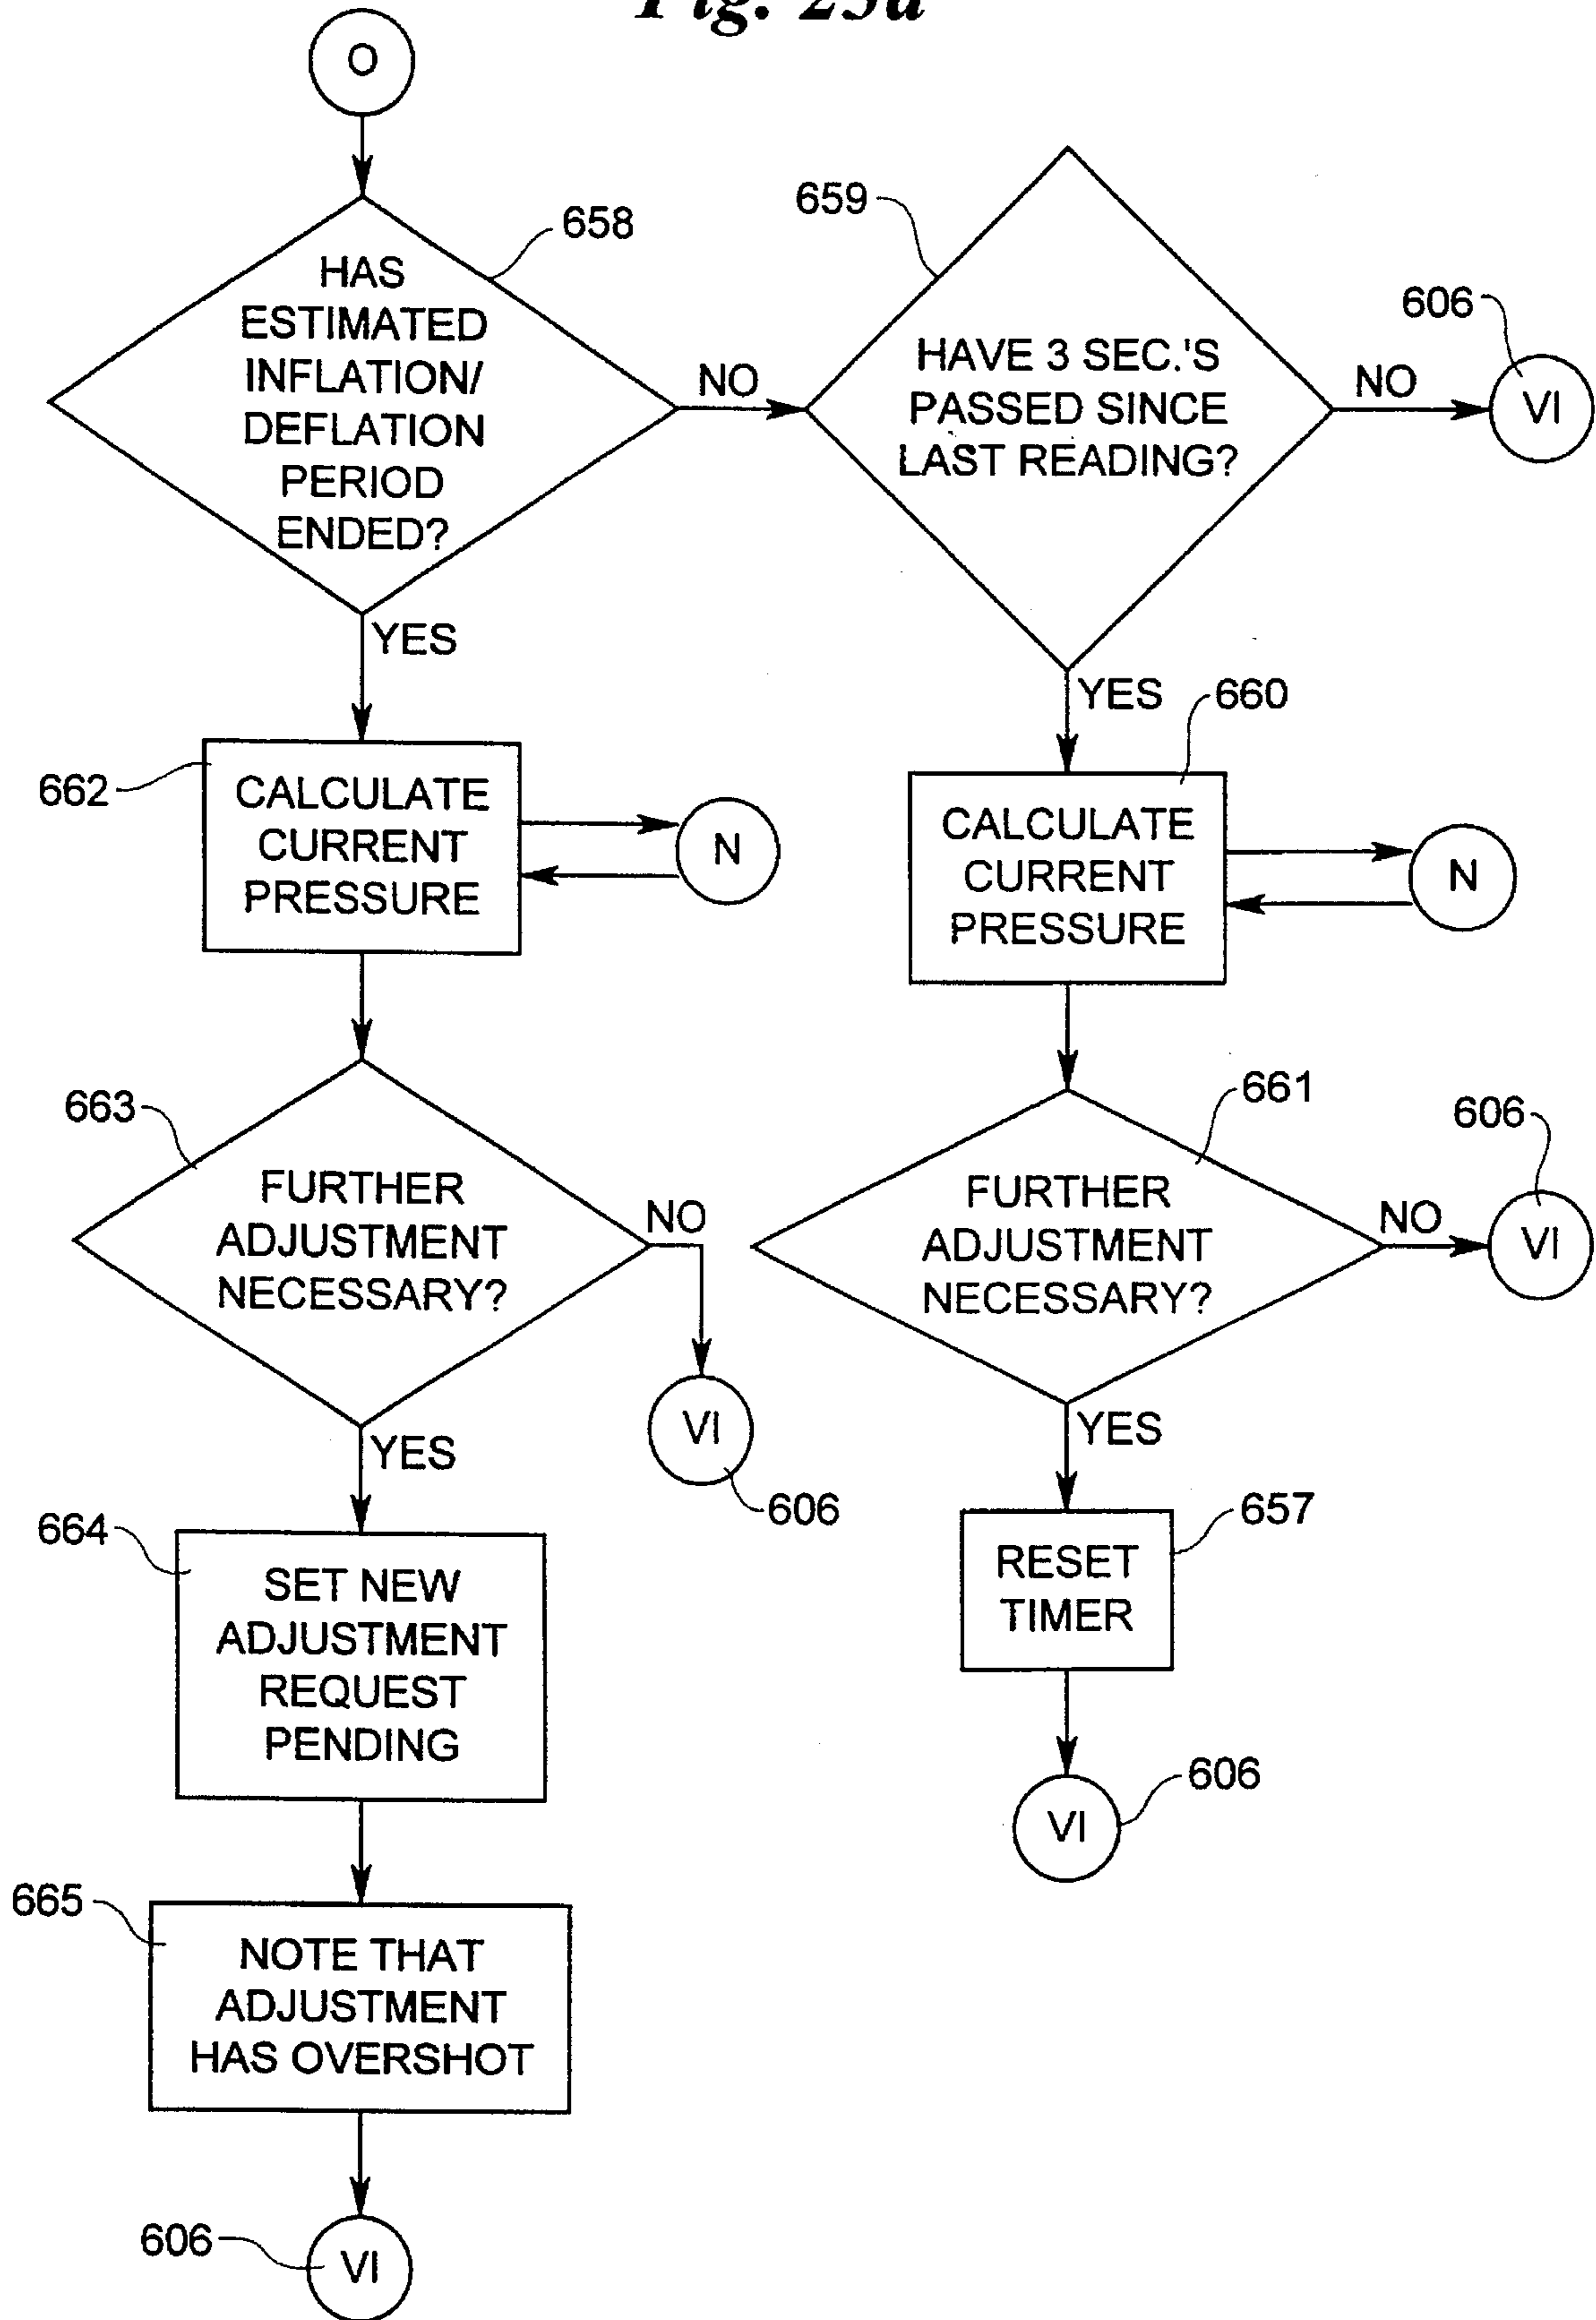 Fig. 23a
O
658
HAS
ESTIMATED
INFLATION/
DEFLATION
PERIOD
ENDED?
NO
YES
659
HAVE 3 SEC.'S
PASSED SINCE
LAST READING?
NO
606
VI
YES
662
CALCULATE
CURRENT
PRESSURE
N
660
CALCULATE
CURRENT
PRESSURE
N
663
FURTHER
ADJUSTMENT
NECESSARY?
NO
VI
606
YES
661
FURTHER
ADJUSTMENT
NECESSARY?
NO
606
VI
YES
664
SET NEW
ADJUSTMENT
REQUEST
PENDING
657
RESET
TIMER
606
VI
665
NOTE THAT
ADJUSTMENT
HAS OVERSHOT
606
VI